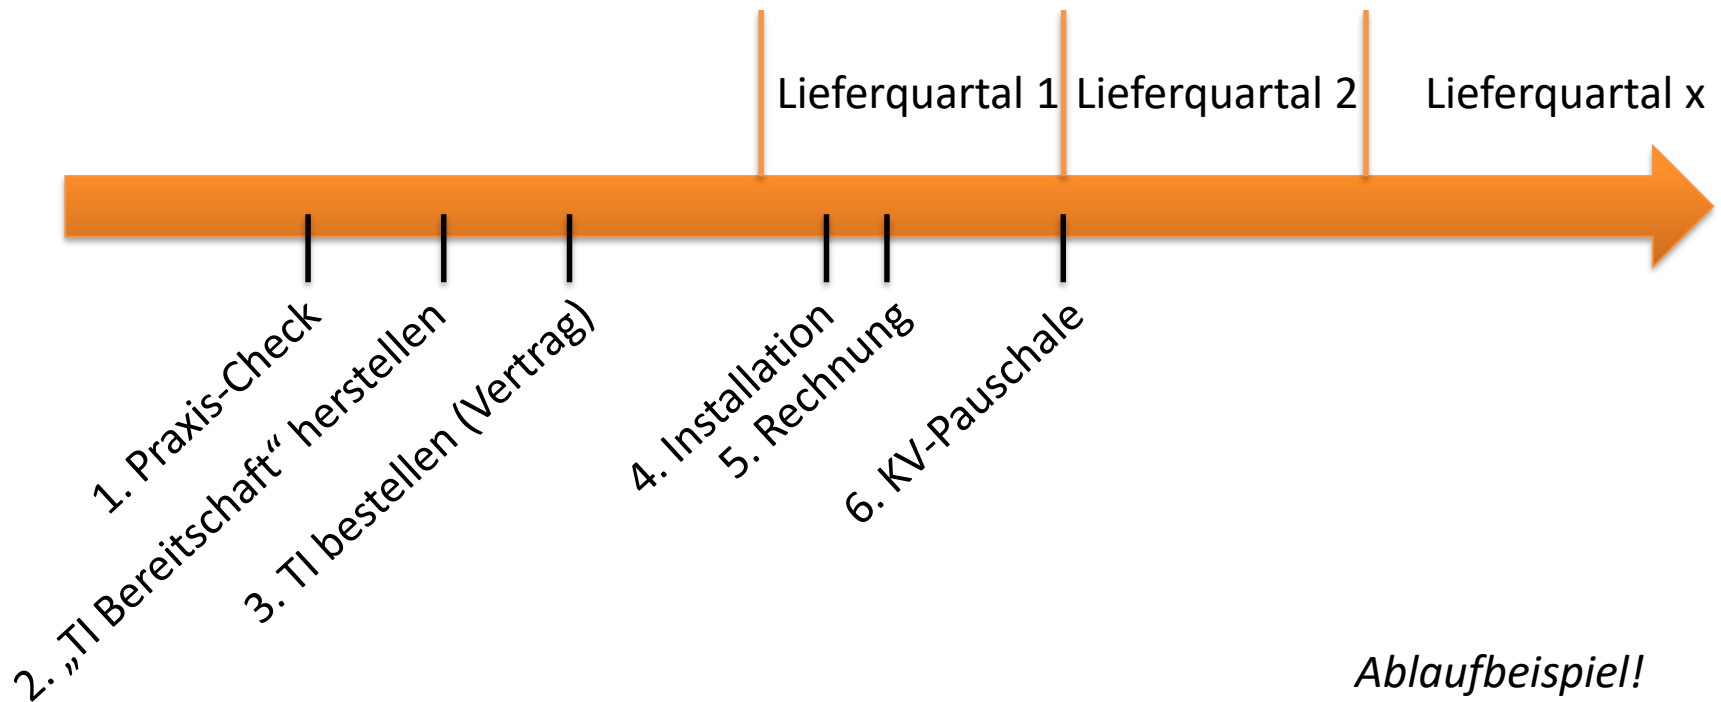 Lieferquartal 1
Lieferquartal 2
Lieferquartal x
1. Praxis-Check
2. „TI Bereitschaft“ herstellen
3. TI bestellen (Vertrag)
4. Installation
5. Rechnung
6. KV-Pauschale
Ablaufbeispiel!